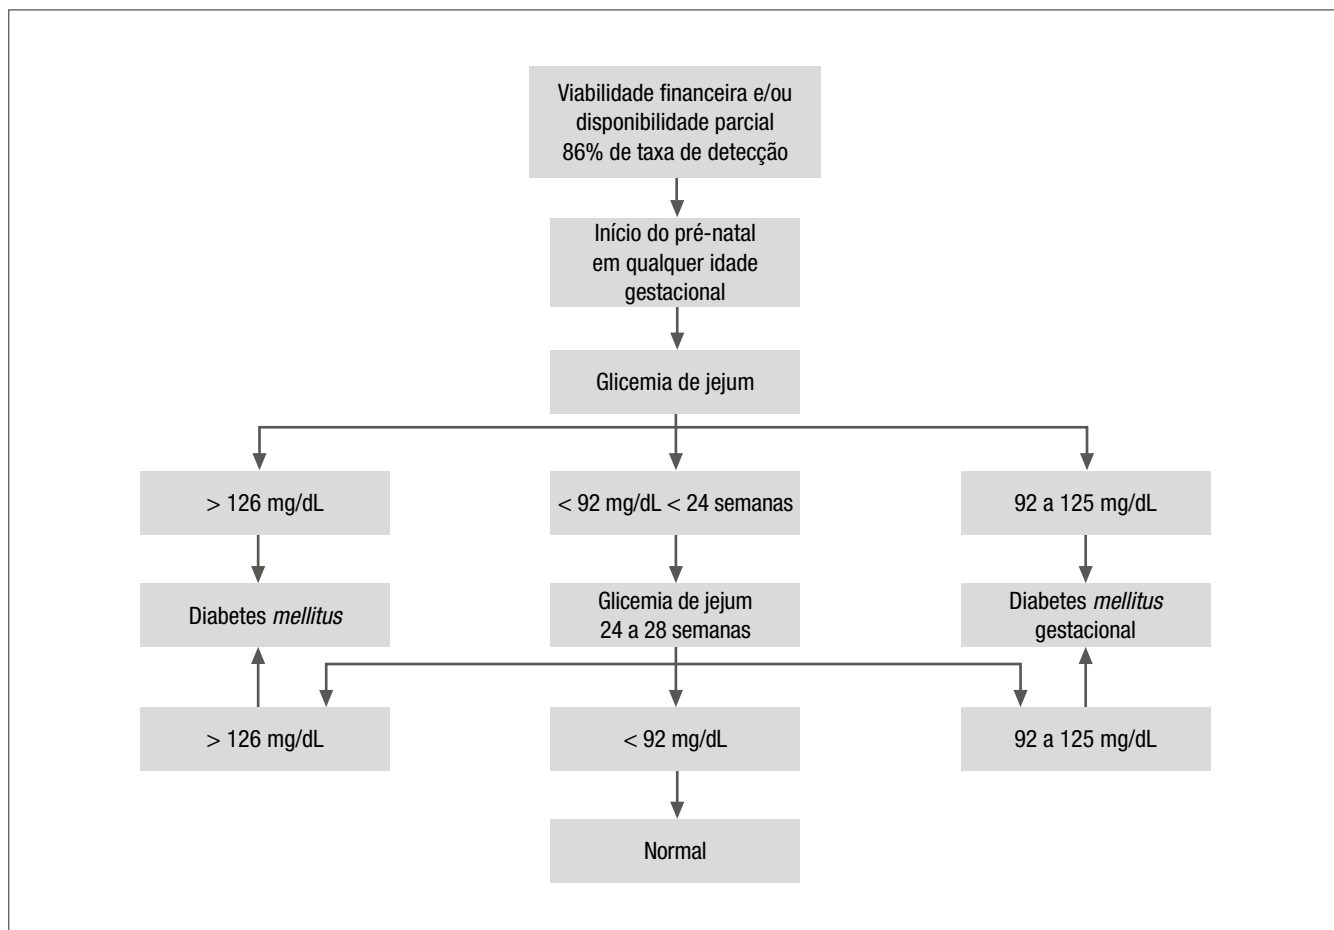 Viabilidade financeira e/ou
disponibilidade parcial
86% de taxa de detecção
Início do pré-natal
em qualquer idade
gestacional
Glicemia de jejum
> 126 mg/dL
< 92 mg/dL < 24 semanas
92 a 125 mg/dL
Diabetes mellitus
Glicemia de jejum
24 a 28 semanas
Diabetes mellitus
gestacional
> 126 mg/dL
< 92 mg/dL
92 a 125 mg/dL
Normal